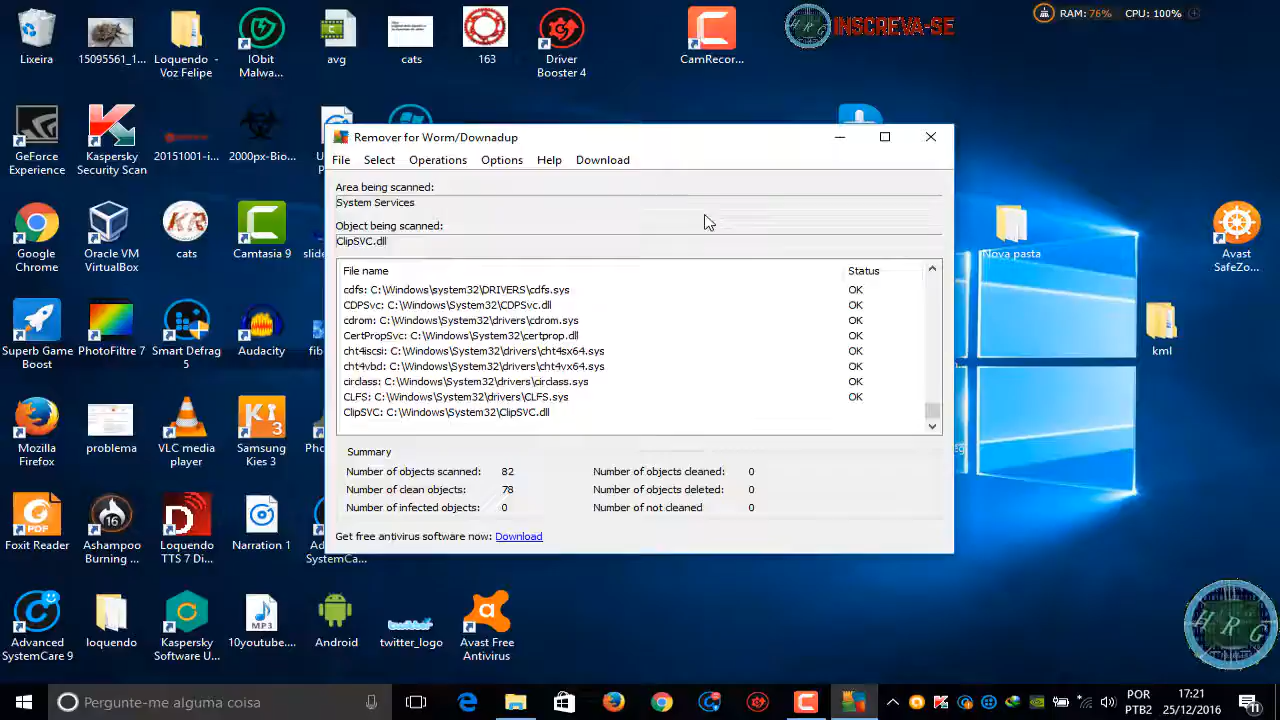 RAM:
CPU:
INSCREVA-SE
Lixeira
15095561_1...
Loquendo -
Voz Felipe
IObit
Malwa...
avg
cats
163
Driver
Booster 4
CamRecor...
GeForce
Experience
Kaspersky
Security Scan
20151001-i...
2000px-Bio...
Google
Chrome
Oracle VM
VirtualBox
cats
Camtasia 9
Nova pasta
Avast
SafeZo...
Superb Game
Boost
PhotoFiltre 7
Smart Defrag
5
Audacity
kml
Mozilla
Firefox
problema
VLC media
player
Samsung
Kies 3
Foxit Reader
Ashampoo
Burning ...
Loquendo
TTS 7 Di...
Narration 1
SystemCa...
Advanced
SystemCare 9
loquendo
Kaspersky
Software U...
10youtube....
Android
twitter_logo
Avast Free
Antivirus
Remover for Worm/Downadup
File Select Operations Options Help Download
Area being scanned:
System Services
Object being scanned:
ClipSVC.dll
File name Status
cdfs: C:\Windows\system32\DRIVERS\cdfs.sys OK
CDPSvc: C:\Windows\System32\CDPSvc.dll OK
cdrom: C:\Windows\System32\drivers\cdrom.sys OK
CertPropSvc: C:\Windows\System32\certprop.dll OK
cht4iscsi: C:\Windows\System32\drivers\cht4sx64.sys OK
cht4vbd: C:\Windows\System32\drivers\cht4vx64.sys OK
circlass: C:\Windows\System32\drivers\circlass.sys OK
CLFS: C:\Windows\System32\drivers\CLFS.sys OK
ClipSVC: C:\Windows\System32\ClipSVC.dll
Summary
Number of objects scanned: 82 Number of objects cleaned: 0
Number of clean objects: 78 Number of objects deleted: 0
Number of infected objects: 0 Number of not cleaned 0
Get free antivirus software now: Download
HRG
Pergunte-me alguma coisa
POR
PTB2
17:21
25/12/2016